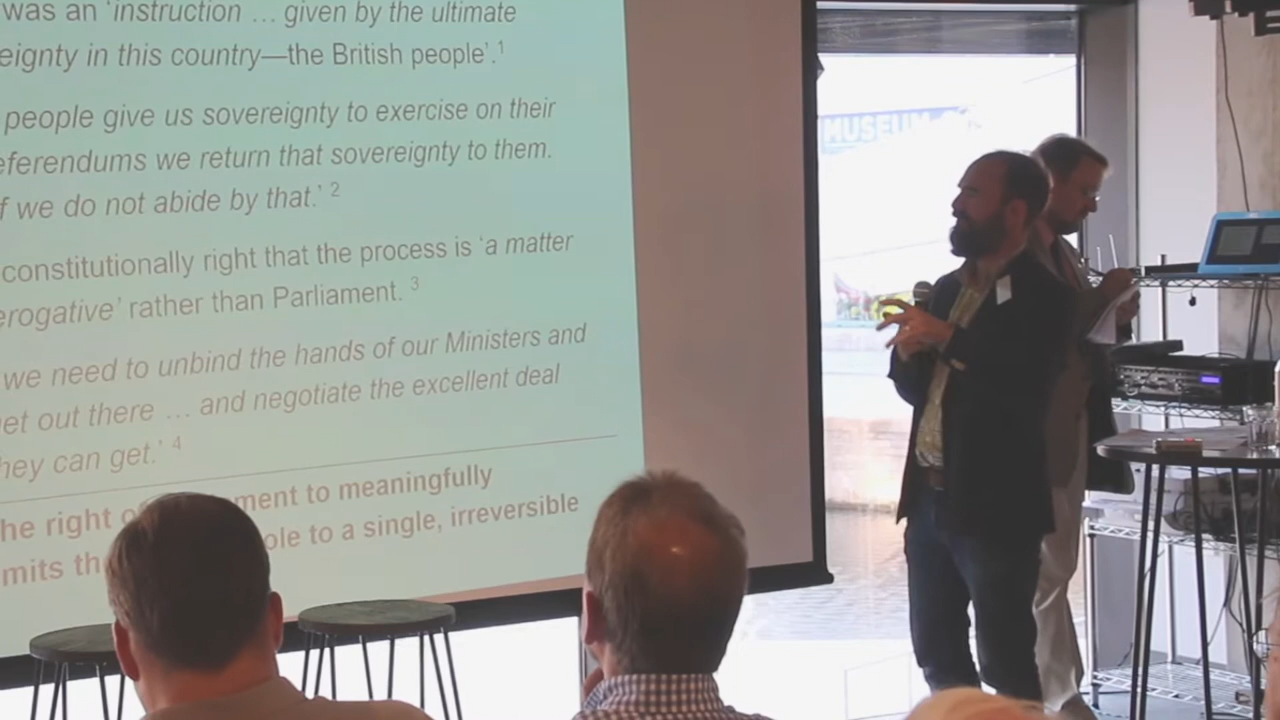 was an 'instruction … given by the ultimate
eignty in this country—the British people'.¹
people give us sovereignty to exercise on their
eferendums we return that sovereignty to them.
f we do not abide by that.' ²
constitutionally right that the process is 'a matter
erogative' rather than Parliament. ³
we need to unbind the hands of our Ministers and
et out there … and negotiate the excellent deal
hey can get.' ⁴
he right o ment to meaningfully
mits th ole to a single, irreversible
MUSEUM